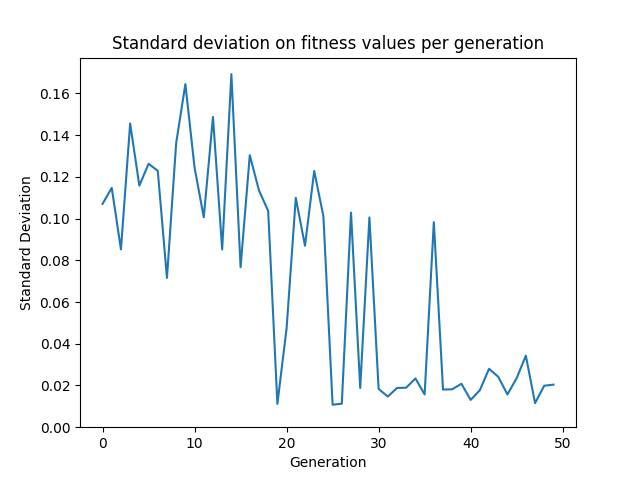 Standard deviation on fitness values per generation
0.16
0.14
0.12
0.10
0.08
0.06
0.04
0.02
0.00
Standard Deviation
0 10 20 30 40 50
Generation